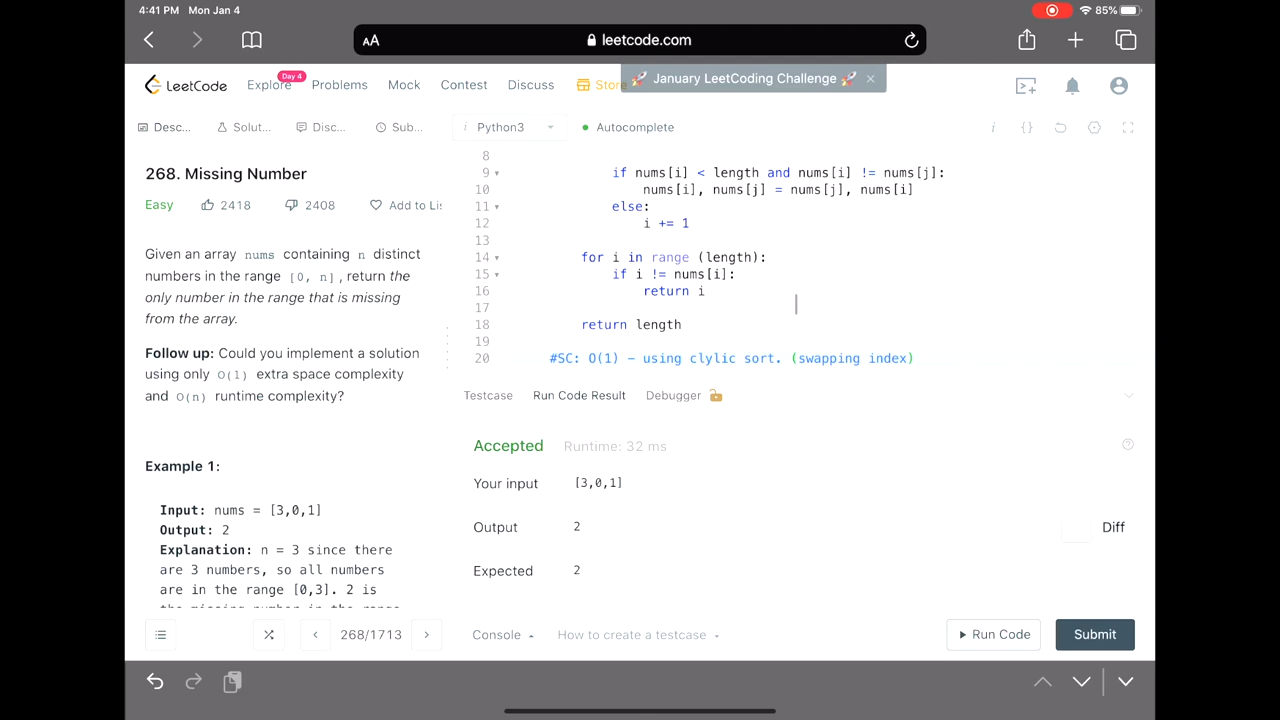 4:41 PM Mon Jan 4
85%
AA
leetcode.com
LeetCode
Explore
Day 4
Problems
Mock
Contest
Discuss
Store
🚀 January LeetCoding Challenge 🚀 ×
Desc...
Solut...
Disc...
Sub...
i Python3
Autocomplete
i
{}
268. Missing Number
Easy
2418
2408
Add to Lis
Given an array nums containing n distinct
numbers in the range [0, n], return the
only number in the range that is missing
from the array.
Follow up: Could you implement a solution
using only O(1) extra space complexity
and O(n) runtime complexity?
Example 1:
Input: nums = [3,0,1]
Output: 2
Explanation: n = 3 since there
are 3 numbers, so all numbers
are in the range [0,3]. 2 is
the missing number in the range
8
9 if nums[i] < length and nums[i] != nums[j]:
10 nums[i], nums[j] = nums[j], nums[i]
11 else:
12 i += 1
13
14 for i in range (length):
15 if i != nums[i]:
16 return i
17
18 return length
19
20 #SC: O(1) - using clylic sort. (swapping index)
Testcase
Run Code Result
Debugger
Accepted
Runtime: 32 ms
Your input
[3,0,1]
Output
2
Diff
Expected
2
268/1713
Console
How to create a testcase
Run Code
Submit